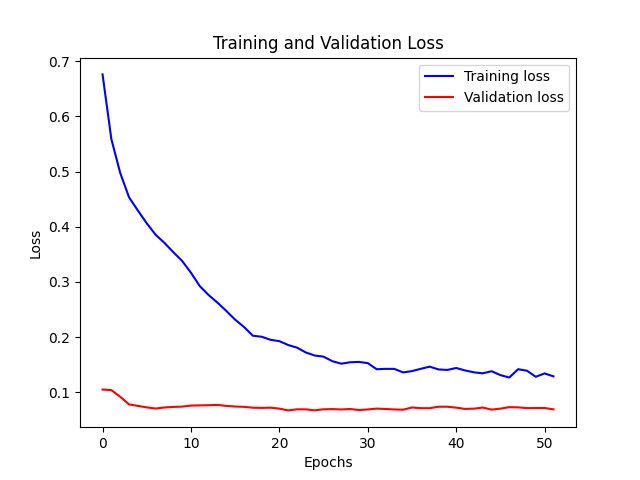 Training and Validation Loss
Training loss
Validation loss
Loss
0.7
0.6
0.5
0.4
0.3
0.2
0.1
0 10 20 30 40 50
Epochs